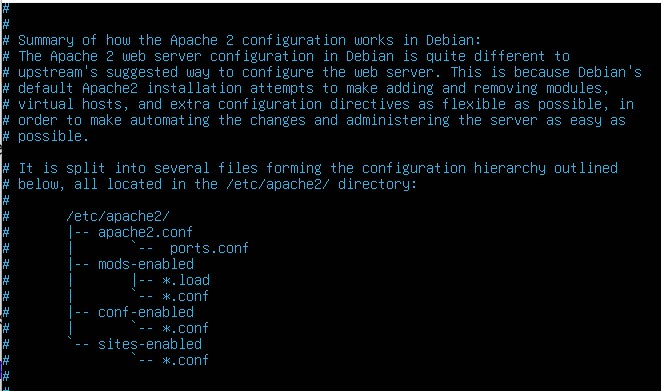 #
#
# Summary of how the Apache 2 configuration works in Debian:
# The Apache 2 web server configuration in Debian is quite different to
# upstream's suggested way to configure the web server. This is because Debian's
# default Apache2 installation attempts to make adding and removing modules,
# virtual hosts, and extra configuration directives as flexible as possible, in
# order to make automating the changes and administering the server as easy as
# possible.

# It is split into several files forming the configuration hierarchy outlined
# below, all located in the /etc/apache2/ directory:
#
#       /etc/apache2/
#       |-- apache2.conf
#       |       `--  ports.conf
#       |-- mods-enabled
#       |       |-- *.load
#       |       `-- *.conf
#       |-- conf-enabled
#       |       `-- *.conf
#       `-- sites-enabled
#               `-- *.conf
#
#